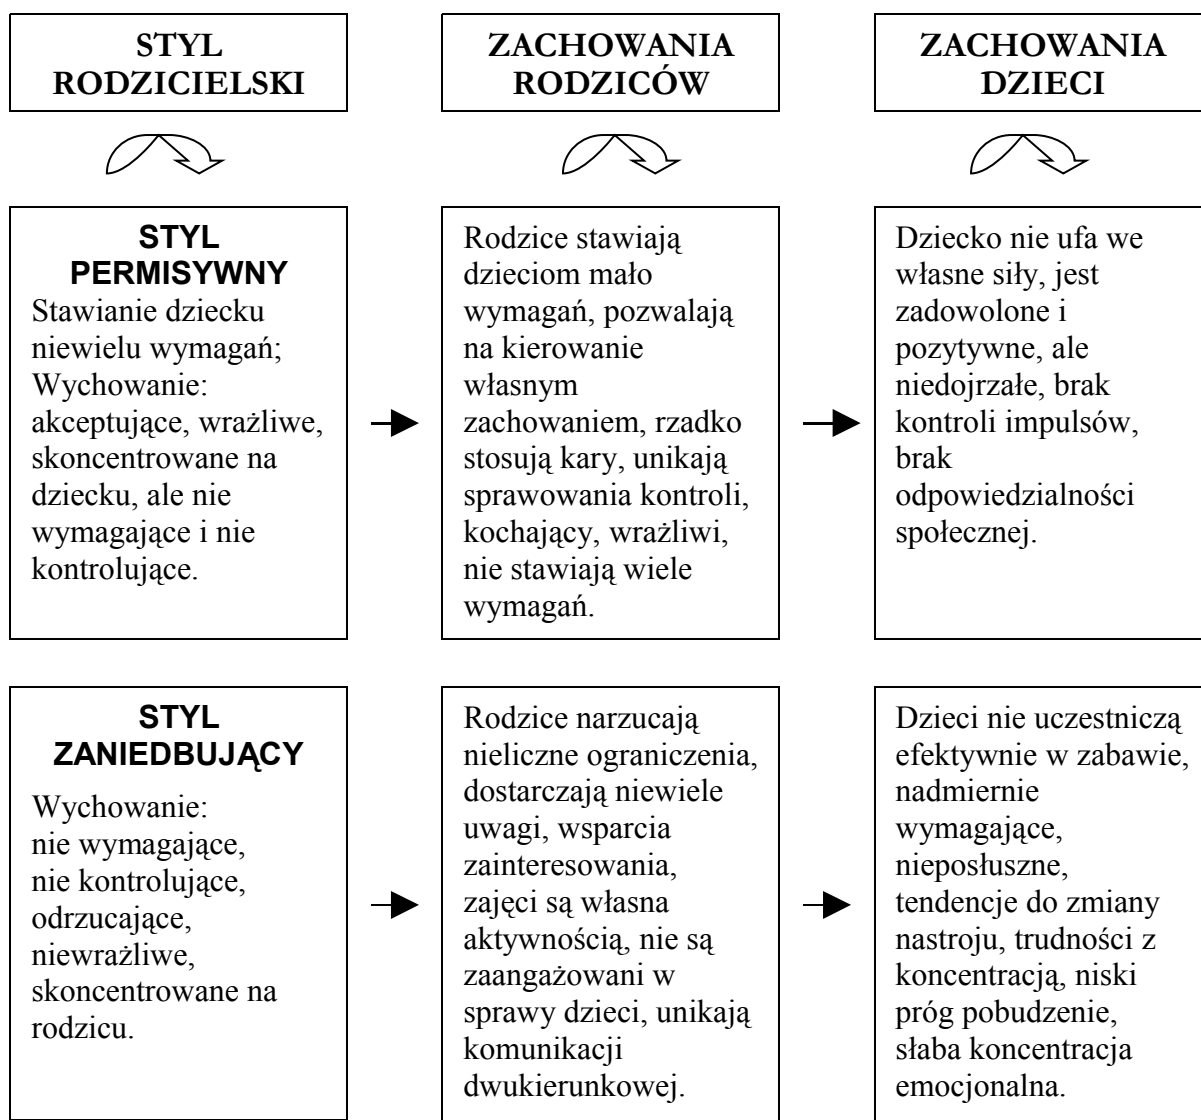 STYL
RODZICIELSKI
ZACHOWANIA
RODZICÓW
ZACHOWANIA
DZIECI
STYL
PERMISYWNY
Stawianie dziecku
niewielu wymagań;
Wychowanie:
akceptujące, wrażliwe,
skoncentrowane na
dziecku, ale nie
wymagające i nie
kontrolujące.
Rodzice stawiają
dzieciom mało
wymagań, pozwalają
na kierowanie
własnym
zachowaniem, rzadko
stosują kary, unikają
sprawowania kontroli,
kochający, wrażliwi,
nie stawiają wiele
wymagań.
Dziecko nie ufa we
własne siły, jest
zadowolone i
pozytywne, ale
niedojrzałe, brak
kontroli impulsów,
brak
odpowiedzialności
społecznej.
STYL
ZANIEDBUJĄCY
Wychowanie:
nie wymagające,
nie kontrolujące,
odrzucające,
niewrażliwe,
skoncentrowane na
rodzicu.
Rodzice narzucają
nieliczne ograniczenia,
dostarczają niewiele
uwagi, wsparcia
zainteresowania,
zajęci są własna
aktywnością, nie są
zaangażowani w
sprawy dzieci, unikają
komunikacji
dwukierunkowej.
Dzieci nie uczestniczą
efektywnie w zabawie,
nadmiernie
wymagające,
nieposłuszne,
tendencje do zmiany
nastroju, trudności z
koncentracją, niski
próg pobudzenie,
słaba koncentracja
emocjonalna.